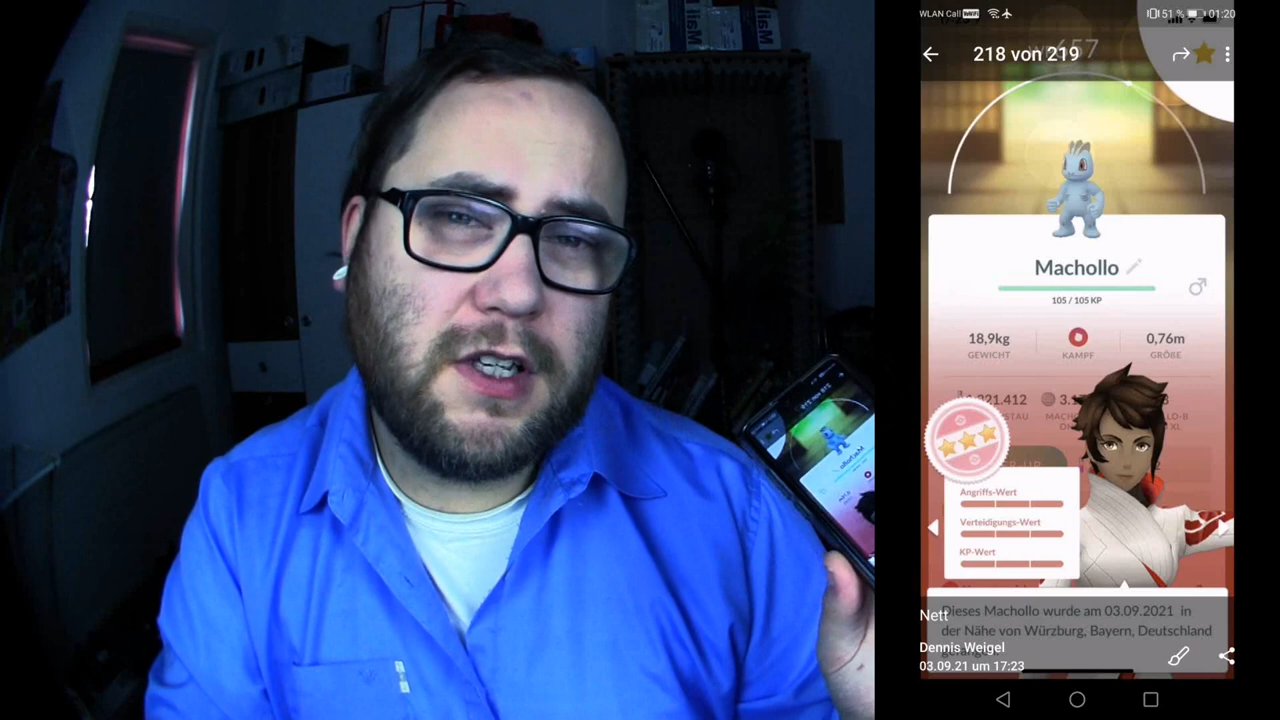 WLAN Call VoWiFi 51 % 01:20
218 von 219
Machollo
105 / 105 KP
18,9kg
KAMPF
0,76m
GEWICHT
GRÖßE
Angriffs-Wert
Verteidigungs-Wert
KP-Wert
Dieses Machollo wurde am 03.09.2021 in
Nett
der Nähe von Würzburg, Bayern, Deutschland
Dennis Weigel
03.09.21 um 17:23